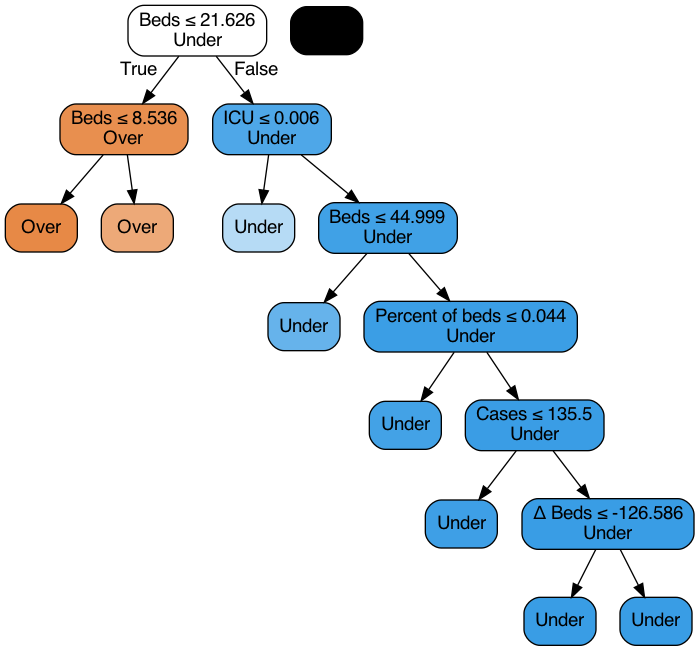 Beds ≤ 21.626
Under
True
False
Beds ≤ 8.536
Over
ICU ≤ 0.006
Under
Over
Over
Under
Beds ≤ 44.999
Under
Under
Percent of beds ≤ 0.044
Under
Under
Cases ≤ 135.5
Under
Under
Δ Beds ≤ -126.586
Under
Under
Under